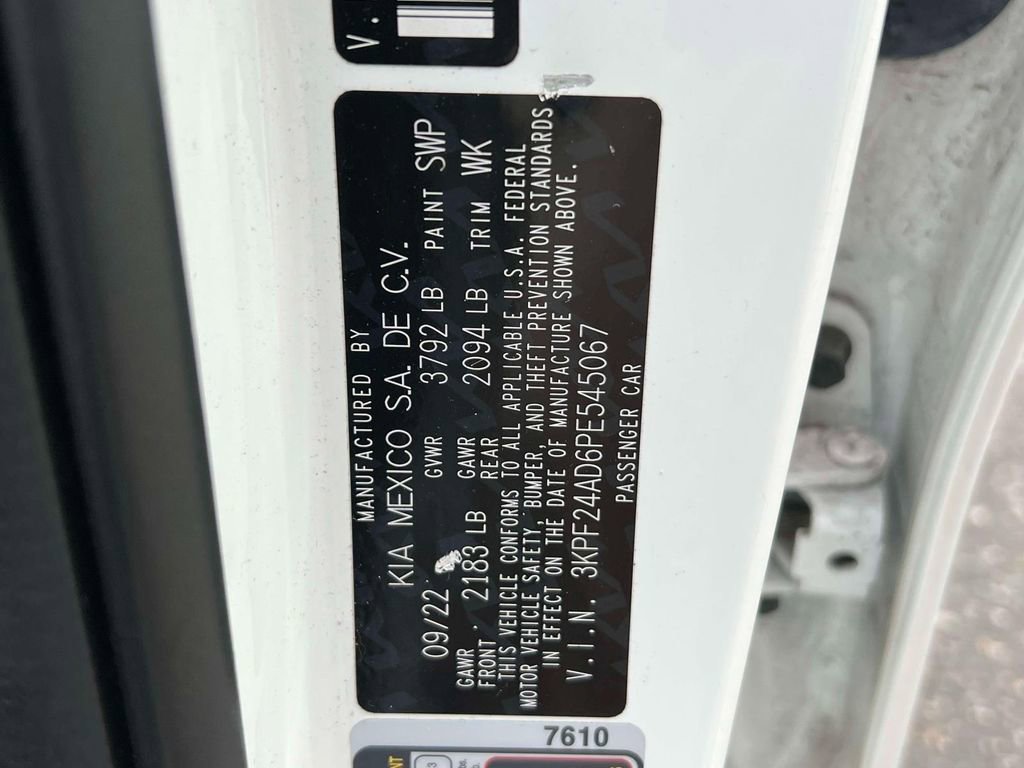 V.
MANUFACTURED BY
KIA MEXICO S.A. DE C.V.
09/22 GVWR 3792 LB PAINT SWP
GAWR FRONT 2183 LB GAWR REAR 2094 LB TRIM WK
THIS VEHICLE CONFORMS TO ALL APPLICABLE U.S.A. FEDERAL
MOTOR VEHICLE SAFETY, BUMPER, AND THEFT PREVENTION STANDARDS
IN EFFECT ON THE DATE OF MANUFACTURE SHOWN ABOVE.
V.I.N. 3KPF24AD6PE545067
PASSENGER CAR
7610